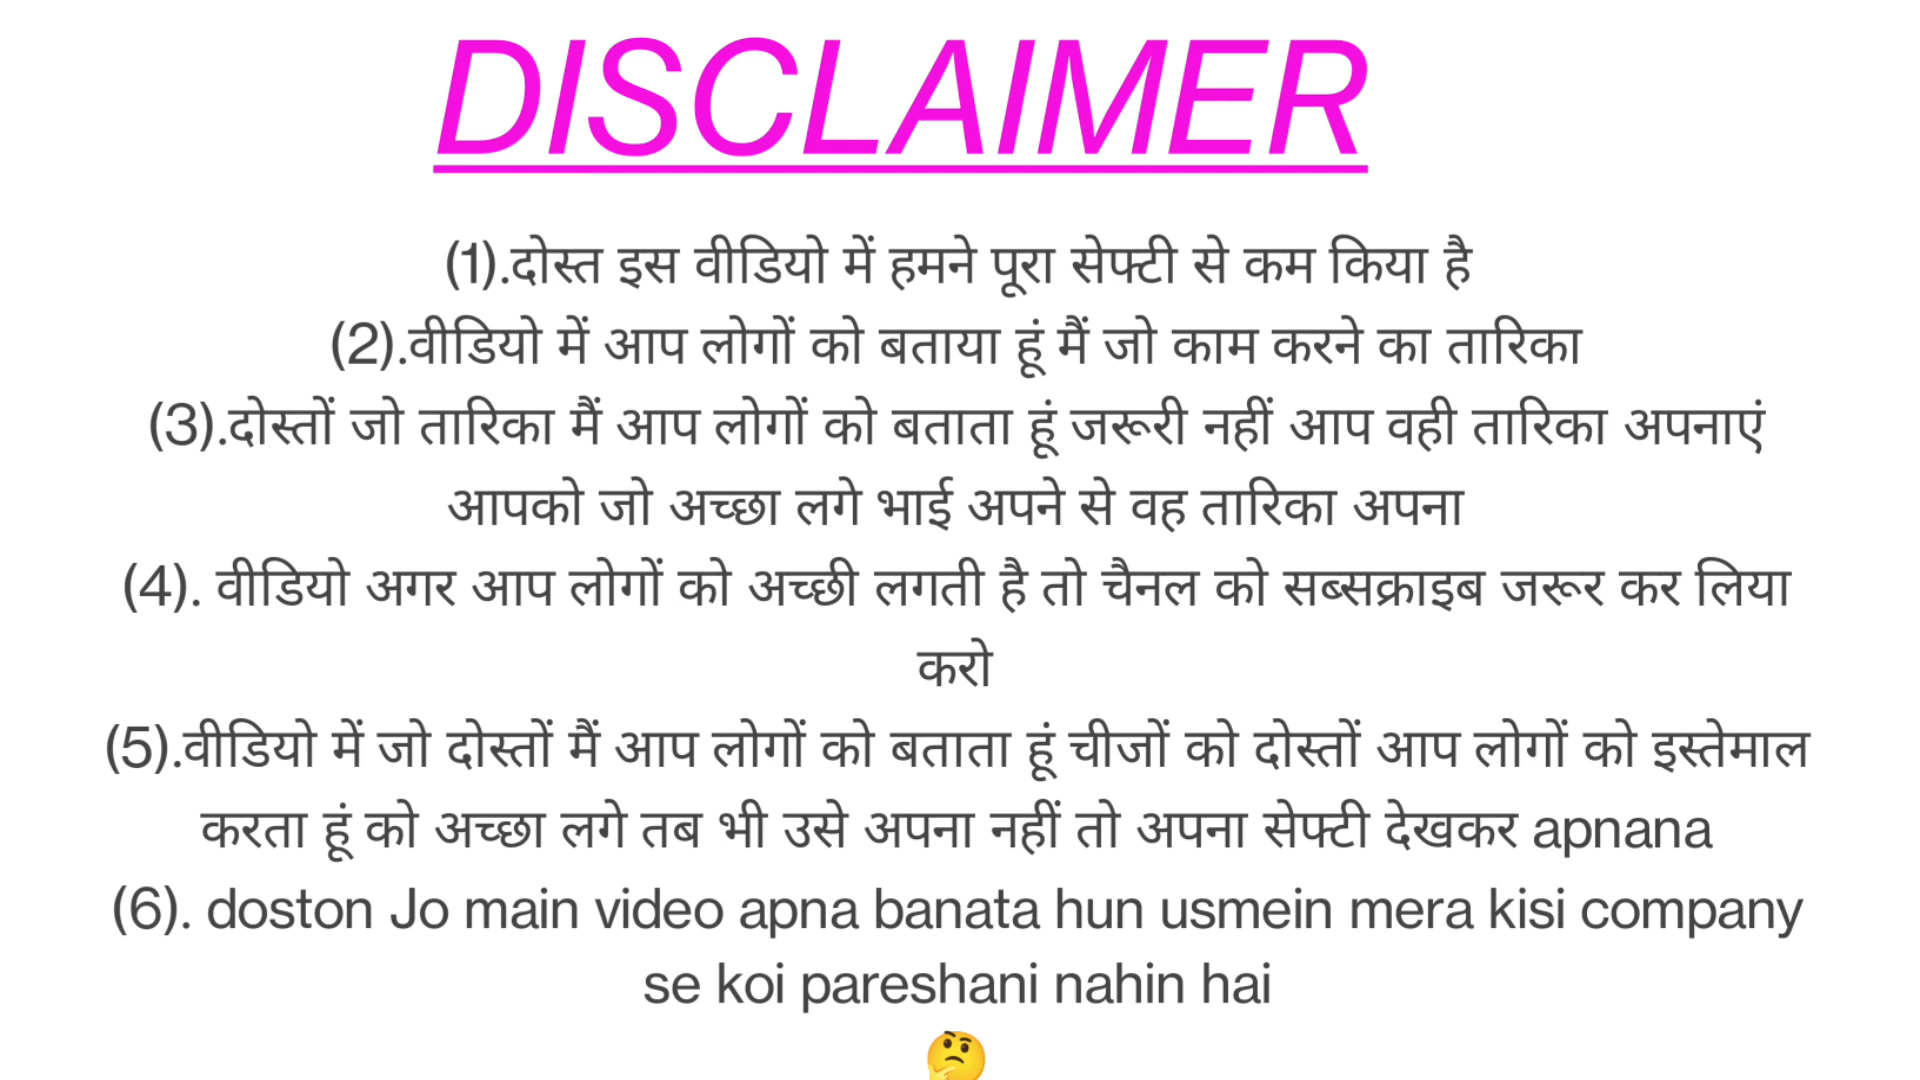 DISCLAIMER
(1).दोस्त इस वीडियो में हमने पूरा सेफ्टी से कम किया है
(2).वीडियो में आप लोगों को बताया हूं मैं जो काम करने का तारिका
(3).दोस्तों जो तारिका मैं आप लोगों को बताता हूं जरूरी नहीं आप वही तारिका अपनाएं
आपको जो अच्छा लगे भाई अपने से वह तारिका अपना
(4). वीडियो अगर आप लोगों को अच्छी लगती है तो चैनल को सब्सक्राइब जरूर कर लिया
करो
(5).वीडियो में जो दोस्तों मैं आप लोगों को बताता हूं चीजों को दोस्तों आप लोगों को इस्तेमाल
करता हूं को अच्छा लगे तब भी उसे अपना नहीं तो अपना सेफ्टी देखकर apnana
(6). doston Jo main video apna banata hun usmein mera kisi company
se koi pareshani nahin hai
🤔